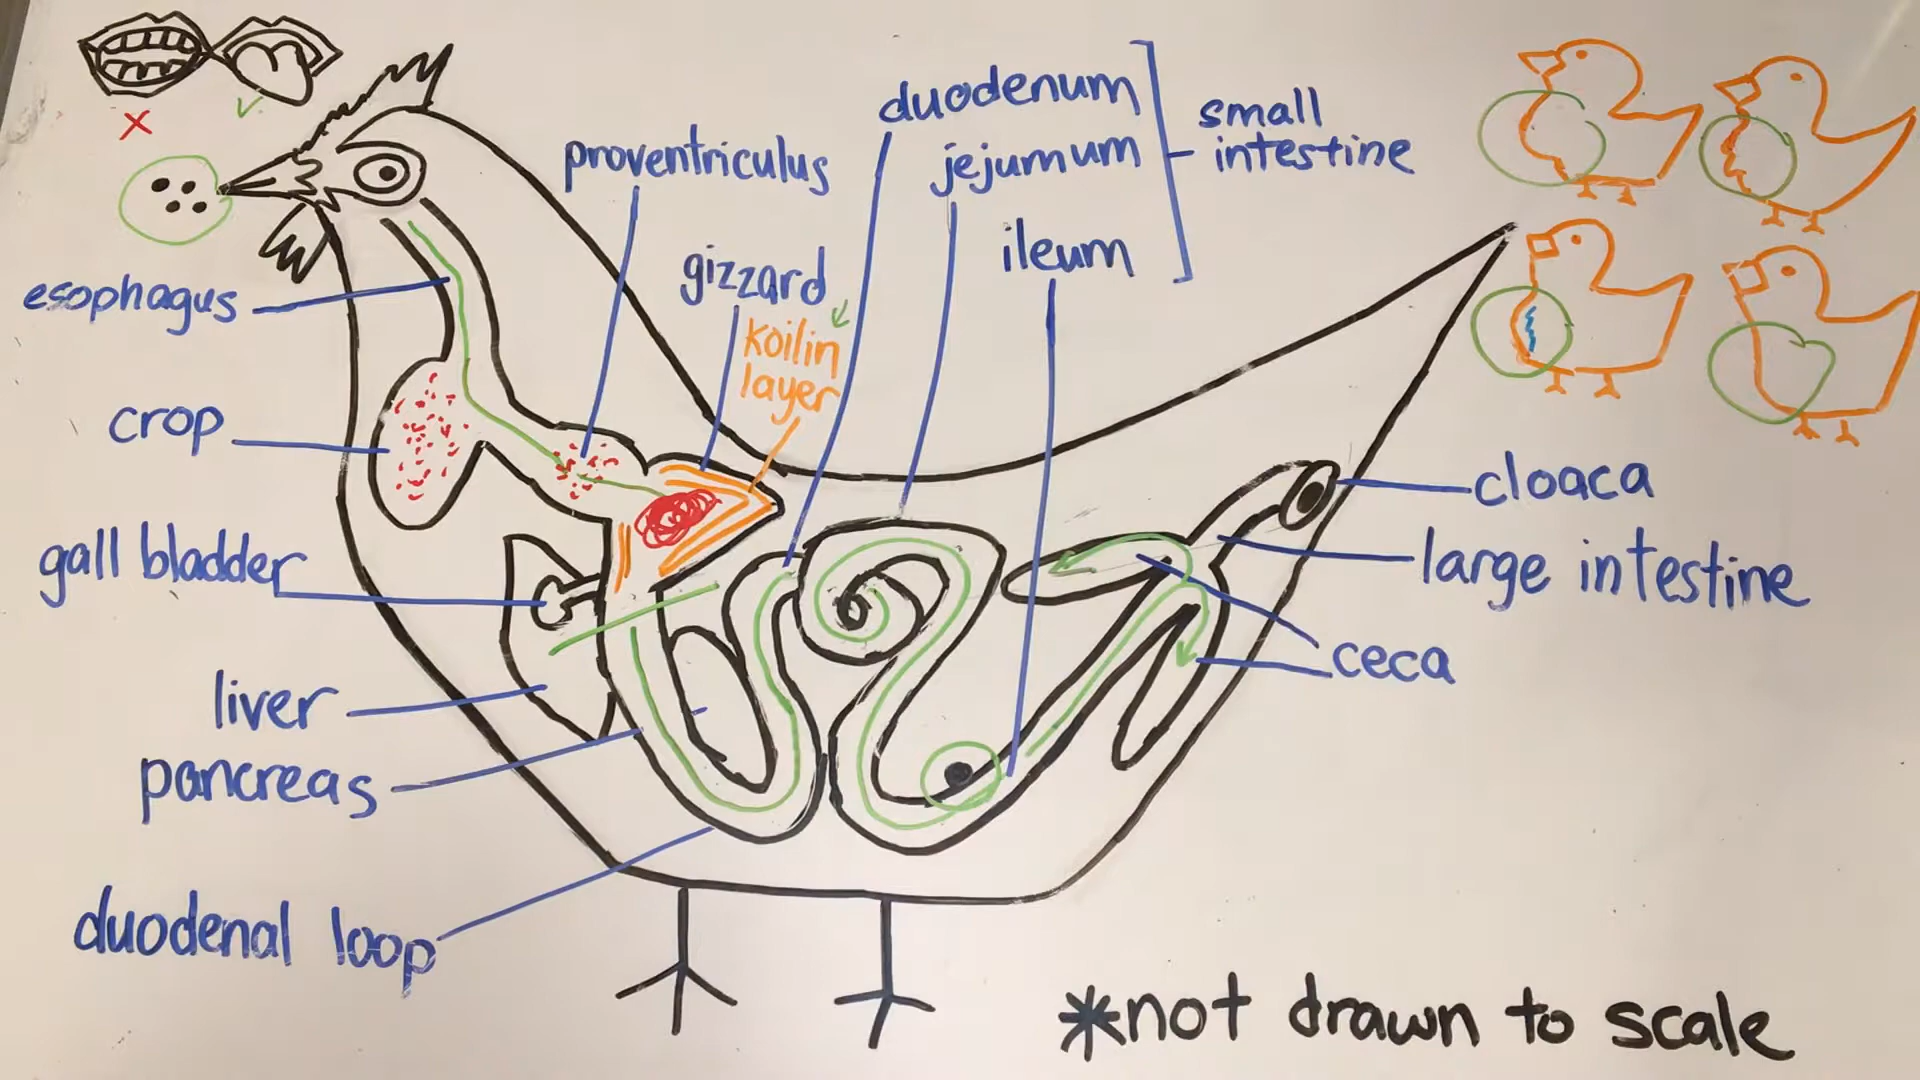 duodenum
jejumum
ileum
small
intestine
proventriculus
gizzard
koilin
layer
esophagus
crop
gall bladder
liver
pancreas
duodenal loop
cloaca
large intestine
ceca
*not drawn to scale